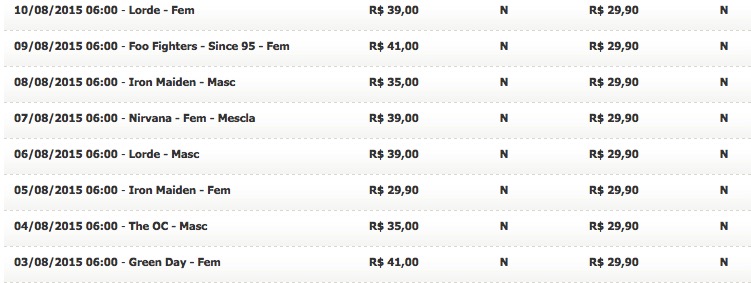 10/08/2015 06:00 - Lorde - Fem R$ 39,00 N R$ 29,90 N
09/08/2015 06:00 - Foo Fighters - Since 95 - Fem R$ 41,00 N R$ 29,90 N
08/08/2015 06:00 - Iron Maiden - Masc R$ 35,00 N R$ 29,90 N
07/08/2015 06:00 - Nirvana - Fem - Mescla R$ 39,00 N R$ 29,90 N
06/08/2015 06:00 - Lorde - Masc R$ 39,00 N R$ 29,90 N
05/08/2015 06:00 - Iron Maiden - Fem R$ 29,90 N R$ 29,90 N
04/08/2015 06:00 - The OC - Masc R$ 35,00 N R$ 29,90 N
03/08/2015 06:00 - Green Day - Fem R$ 41,00 N R$ 29,90 N